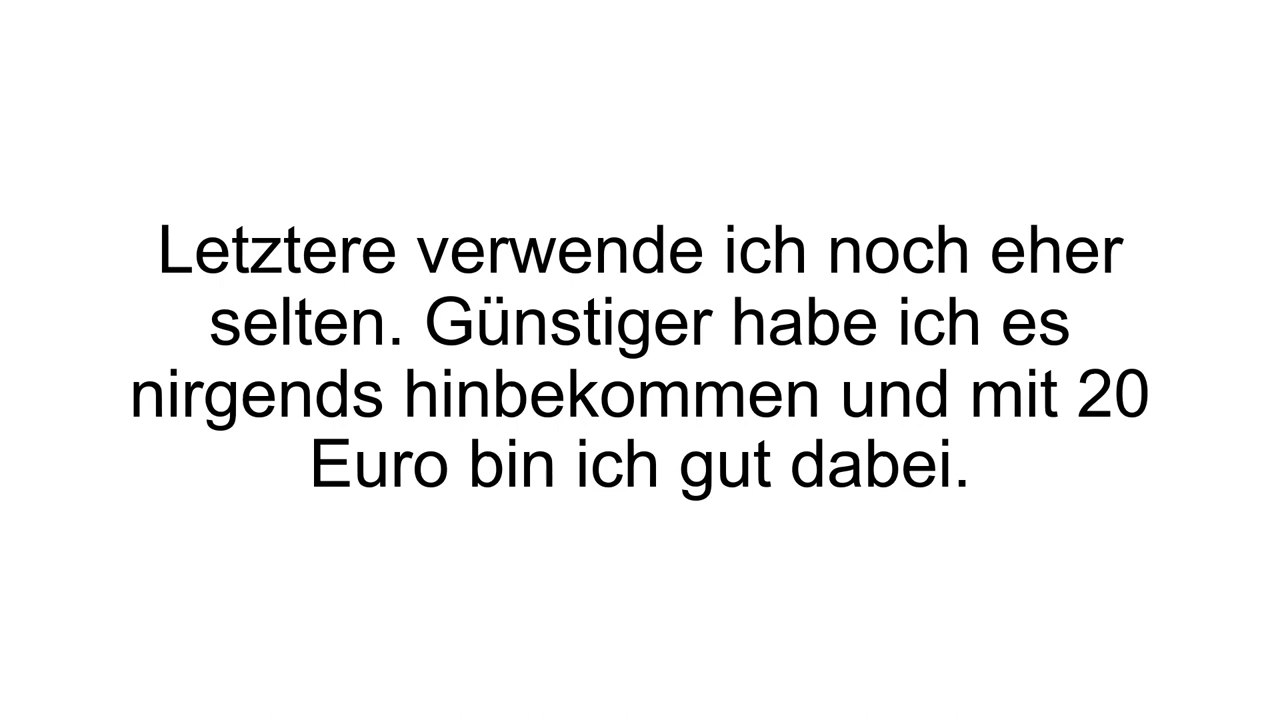 Letztere verwende ich noch eher
selten. Günstiger habe ich es
nirgends hinbekommen und mit 20
Euro bin ich gut dabei.